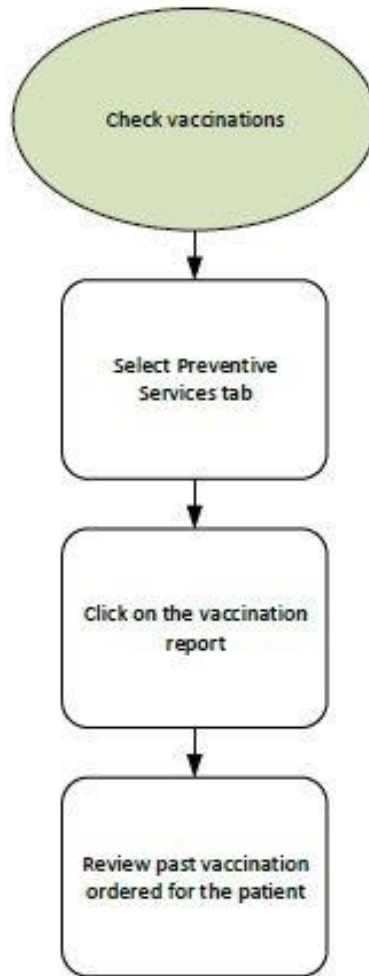 Check vaccinations
Select Preventive
Services tab
Click on the vaccination
report
Review past vaccination
ordered for the patient